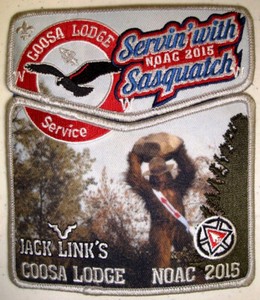 COOSA LODGE
Servin' with
NOAC 2015
Sasquatch
W W W
Service
JACK LINK'S
COOSA LODGE NOAC 2015